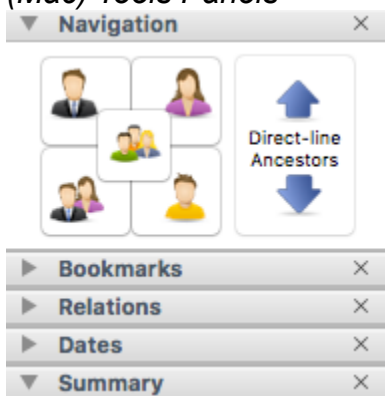 (Mac) Tools Panels
Navigation
Direct-line
Ancestors
Bookmarks
Relations
Dates
Summary